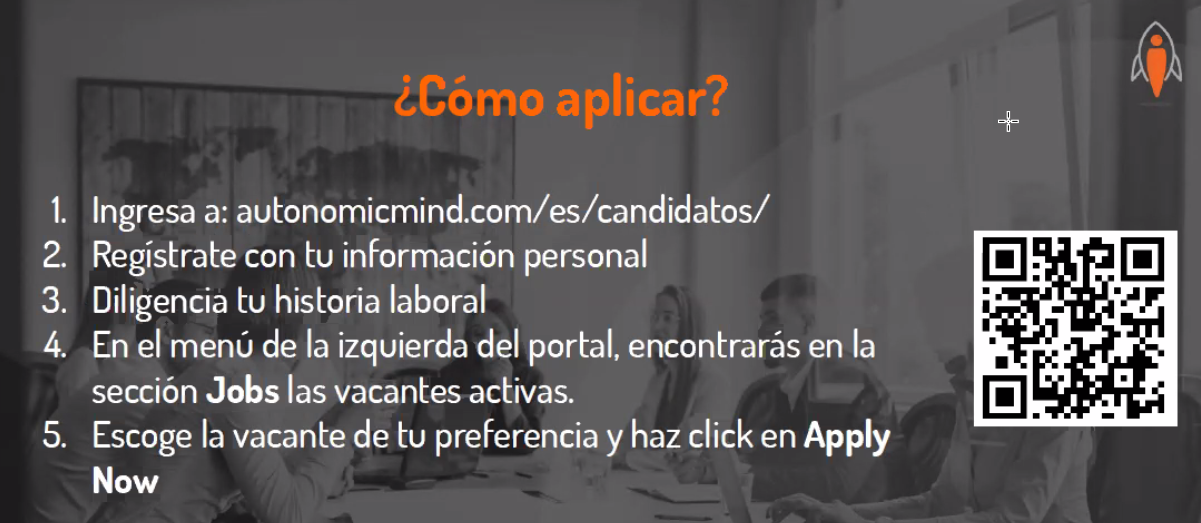 ¿Cómo aplicar?
1. Ingresa a: autonomicmind.com/es/candidatos/
2. Regístrate con tu información personal
3. Diligencia tu historia laboral
4. En el menú de la izquierda del portal, encontrarás en la
sección Jobs las vacantes activas.
5. Escoge la vacante de tu preferencia y haz click en Apply
Now